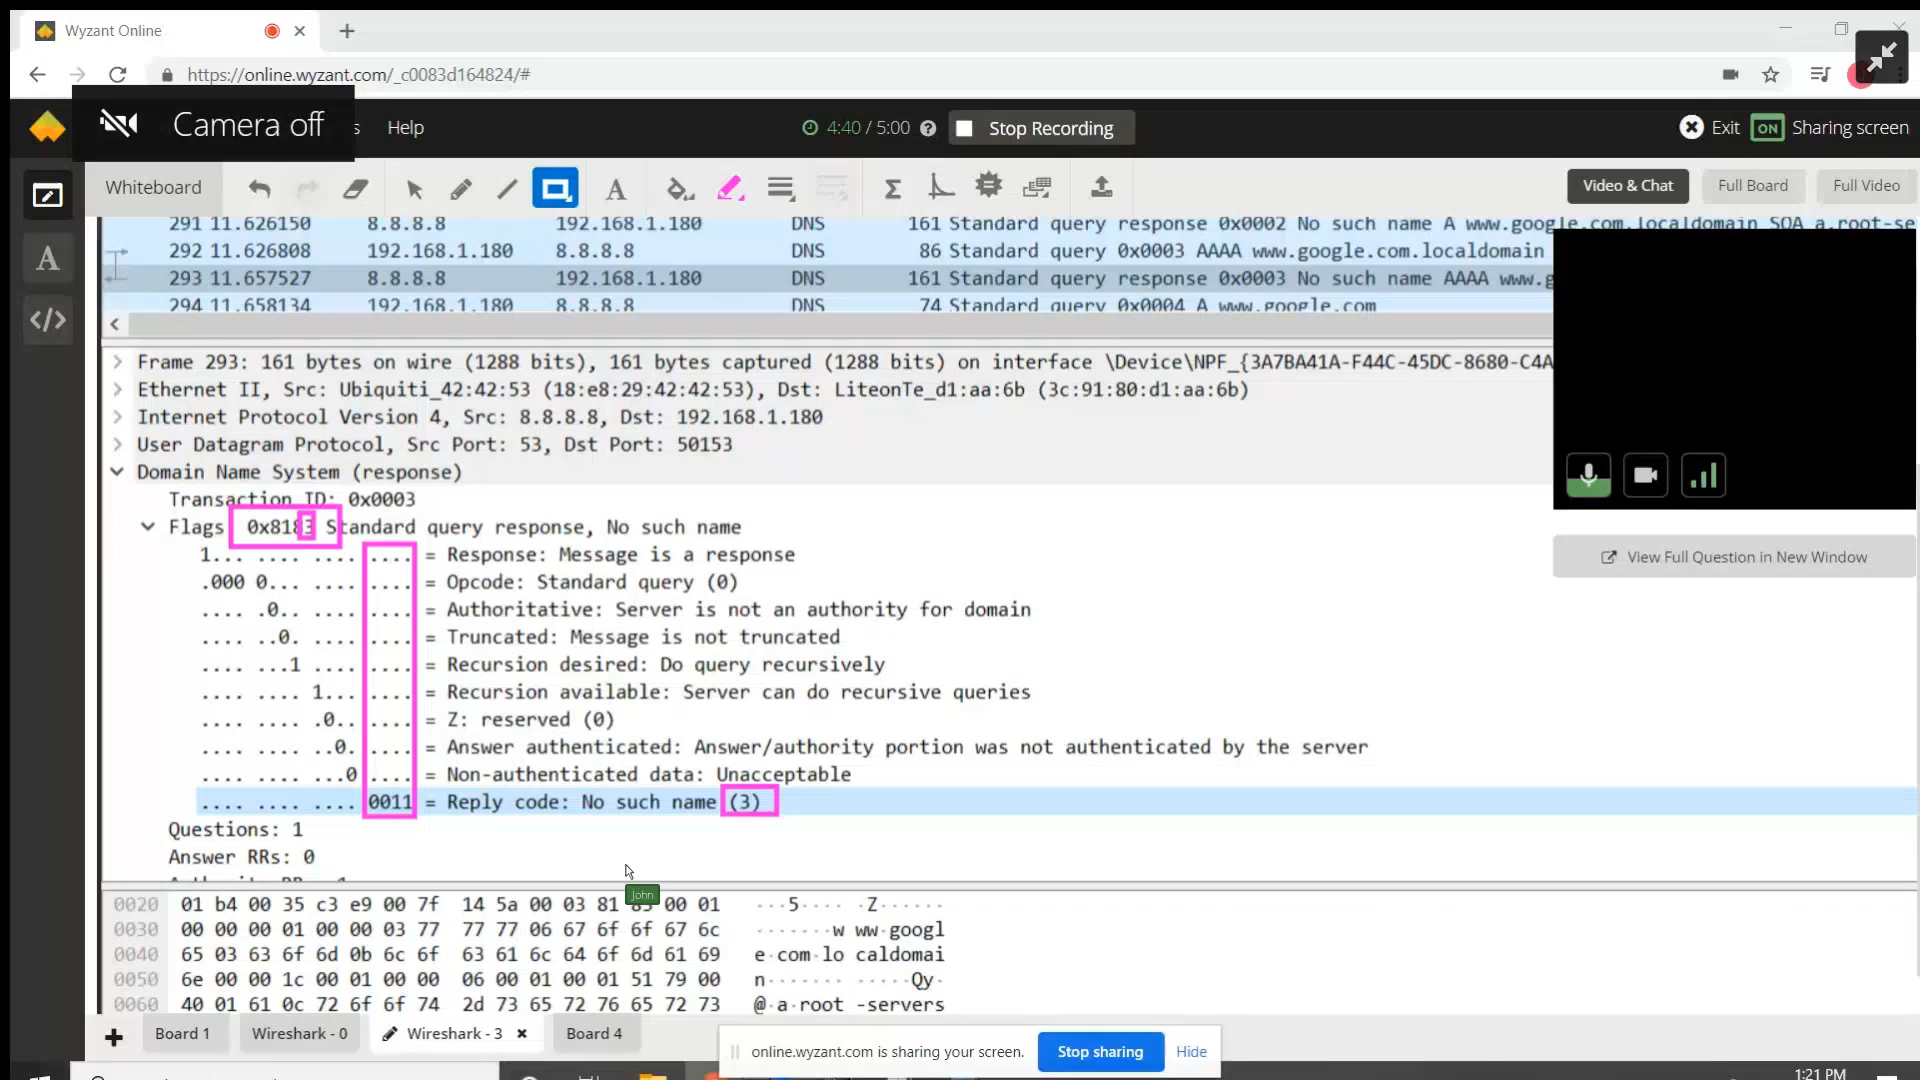 Wyzant Online
https://online.wyzant.com/_c0083d164824/#
Camera off
s Help
4:40 / 5:00
Stop Recording
Exit ON Sharing screen
Whiteboard
Video & Chat Full Board Full Video
291 11.626150 8.8.8.8 192.168.1.180 DNS 161 Standard query response 0x0002 No such name A www.google.com.localdomain SOA a.root-se
292 11.626808 192.168.1.180 8.8.8.8 DNS 86 Standard query 0x0003 AAAA www.google.com.localdomain
293 11.657527 8.8.8.8 192.168.1.180 DNS 161 Standard query response 0x0003 No such name AAAA www.g
294 11.658134 192.168.1.180 8.8.8.8 DNS 74 Standard query 0x0004 A www.google.com
Frame 293: 161 bytes on wire (1288 bits), 161 bytes captured (1288 bits) on interface \Device\NPF_{3A7BA41A-F44C-45DC-8680-C4A
Ethernet II, Src: Ubiquiti_42:42:53 (18:e8:29:42:42:53), Dst: LiteonTe_d1:aa:6b (3c:91:80:d1:aa:6b)
Internet Protocol Version 4, Src: 8.8.8.8, Dst: 192.168.1.180
User Datagram Protocol, Src Port: 53, Dst Port: 50153
Domain Name System (response)
Transaction ID: 0x0003
Flags 0x8183 Standard query response, No such name
1... .... .... .... = Response: Message is a response
.000 0... .... .... = Opcode: Standard query (0)
.... .0.. .... .... = Authoritative: Server is not an authority for domain
.... ..0. .... .... = Truncated: Message is not truncated
.... ...1 .... .... = Recursion desired: Do query recursively
.... .... 1... .... = Recursion available: Server can do recursive queries
.... .... .0.. .... = Z: reserved (0)
.... .... ..0. .... = Answer authenticated: Answer/authority portion was not authenticated by the server
.... .... ...0 .... = Non-authenticated data: Unacceptable
.... .... .... 0011 = Reply code: No such name (3)
Questions: 1
Answer RRs: 0
View Full Question in New Window
John
0020 01 b4 00 35 c3 e9 00 7f 14 5a 00 03 81 83 00 01 ···5···· ·Z······
0030 00 00 00 01 00 00 03 77 77 77 06 67 6f 6f 67 6c ·······w ww·googl
0040 65 03 63 6f 6d 0b 6c 6f 63 61 6c 64 6f 6d 61 69 e·com·lo caldomai
0050 6e 00 00 1c 00 01 00 00 06 00 01 00 01 51 79 00 n······· ·····Qy·
0060 40 01 61 0c 72 6f 6f 74 2d 73 65 72 76 65 72 73 @·a·root -servers
Board 1 Wireshark - 0 Wireshark - 3 Board 4
online.wyzant.com is sharing your screen. Stop sharing Hide
1:21 PM